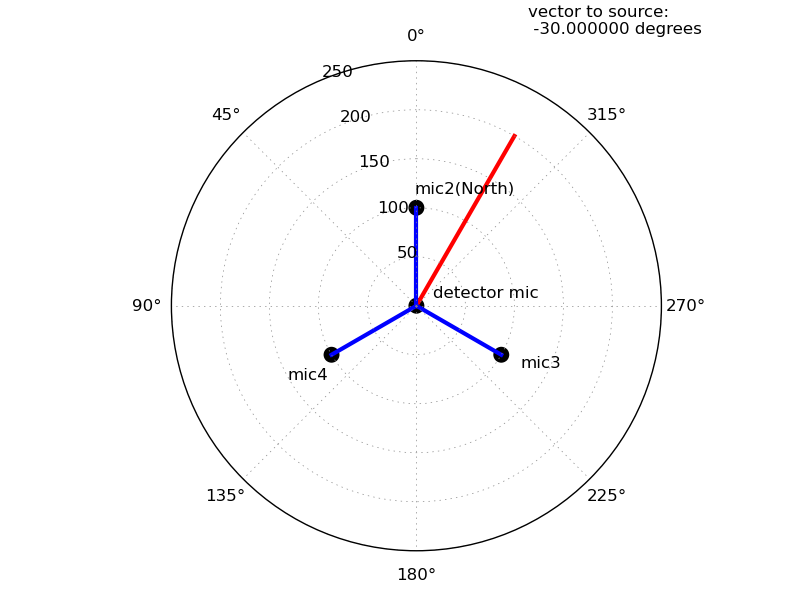 vector to source:
-30.000000 degrees
0°
250
45°
315°
200
150
mic2(North)
100
50
detector mic
90°
270°
mic3
mic4
135°
225°
180°